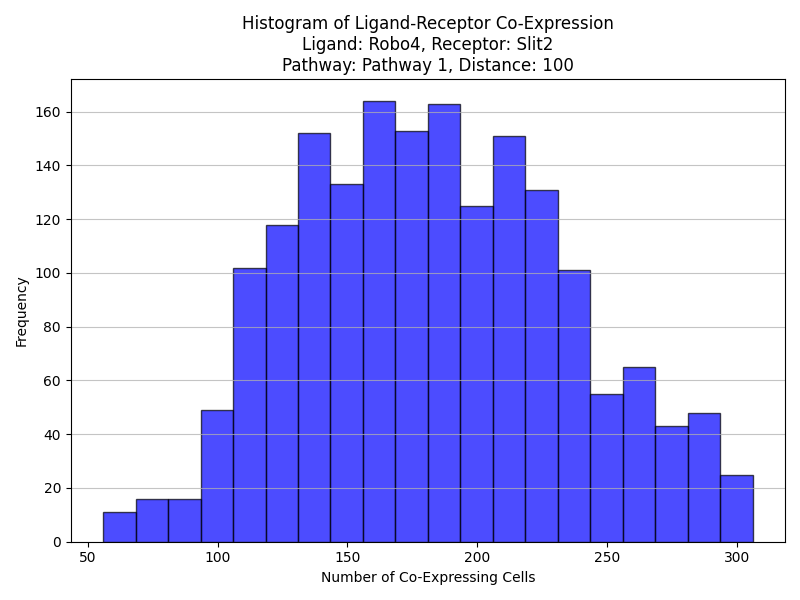 Histogram of Ligand-Receptor Co-Expression
Ligand: Robo4, Receptor: Slit2
Pathway: Pathway 1, Distance: 100
160
140
120
100
80
60
40
20
0
Frequency
50 100 150 200 250 300
Number of Co-Expressing Cells